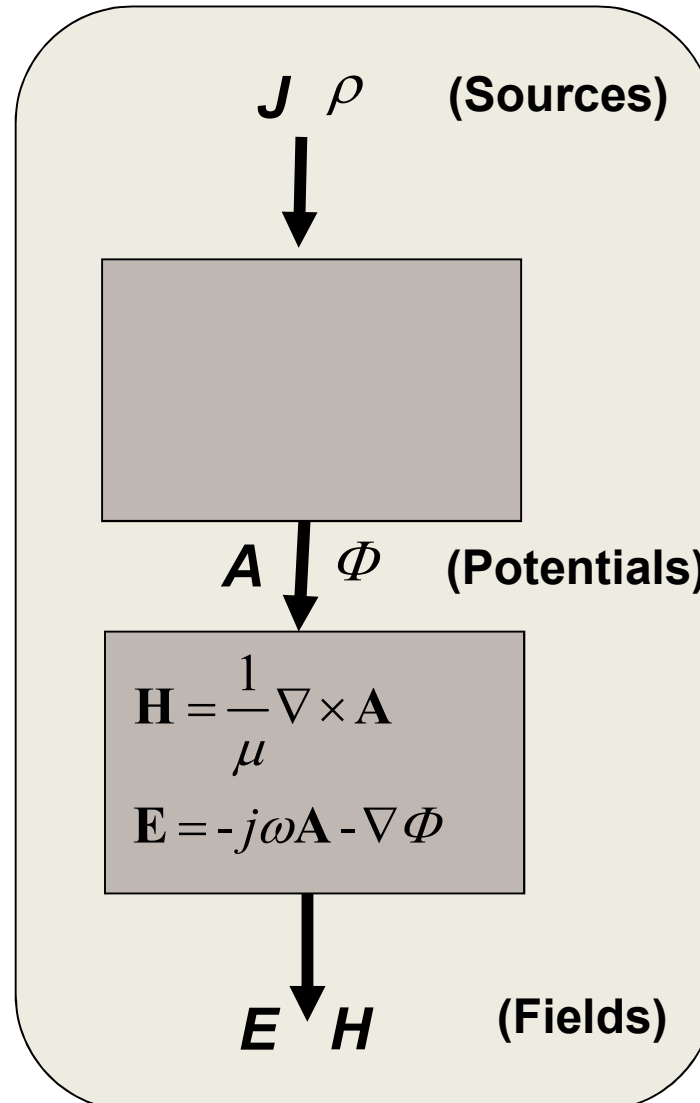 J ρ (Sources)
A Φ (Potentials)
H = 1/μ ∇ × A
E = -jωA - ∇Φ
E H (Fields)